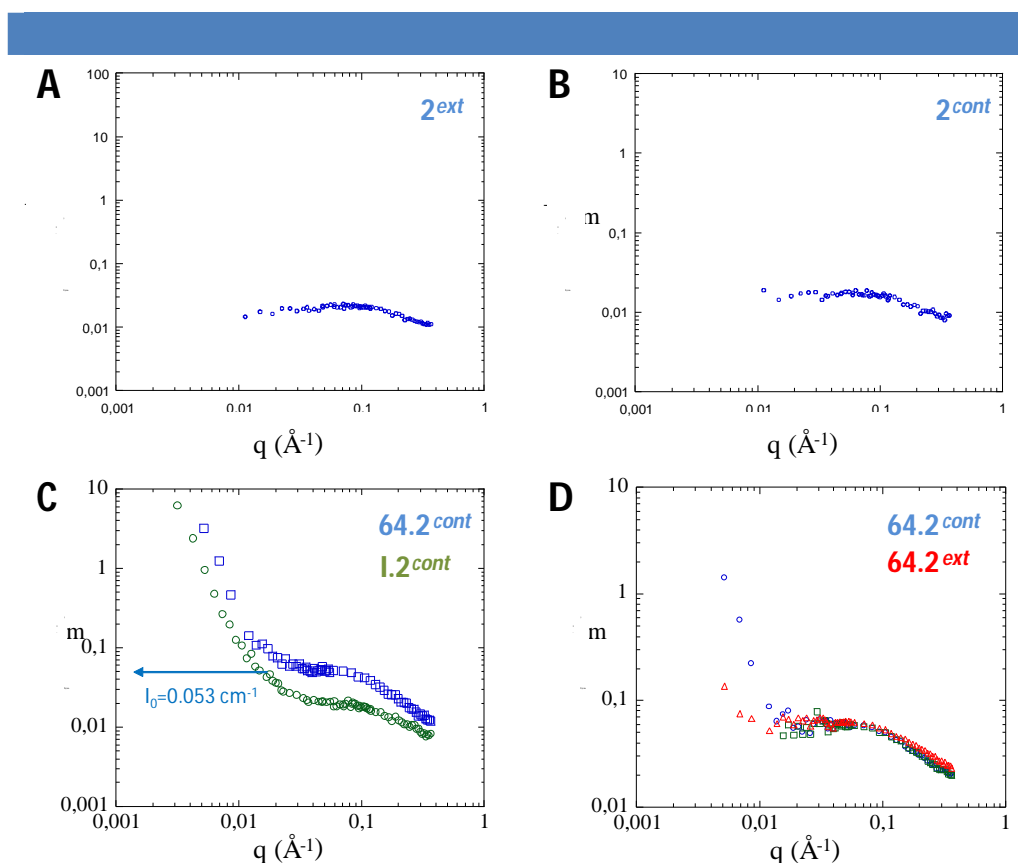 A
2ext
100
10
1
0,1
0,01
0,001
0,001
0.01
0.1
1
q (Å-1)
B
2cont
10
1
m
0,1
0,01
0,001
0,001
0.01
0.1
1
q (Å-1)
C
64.2cont
I.2cont
10
1
m
0,1
I0=0.053 cm-1
0,01
0,001
0,001
0,01
0,1
1
q (Å-1)
D
64.2cont
64.2ext
10
1
m
0,1
0,01
0,001
0,01
0,1
1
q (Å-1)